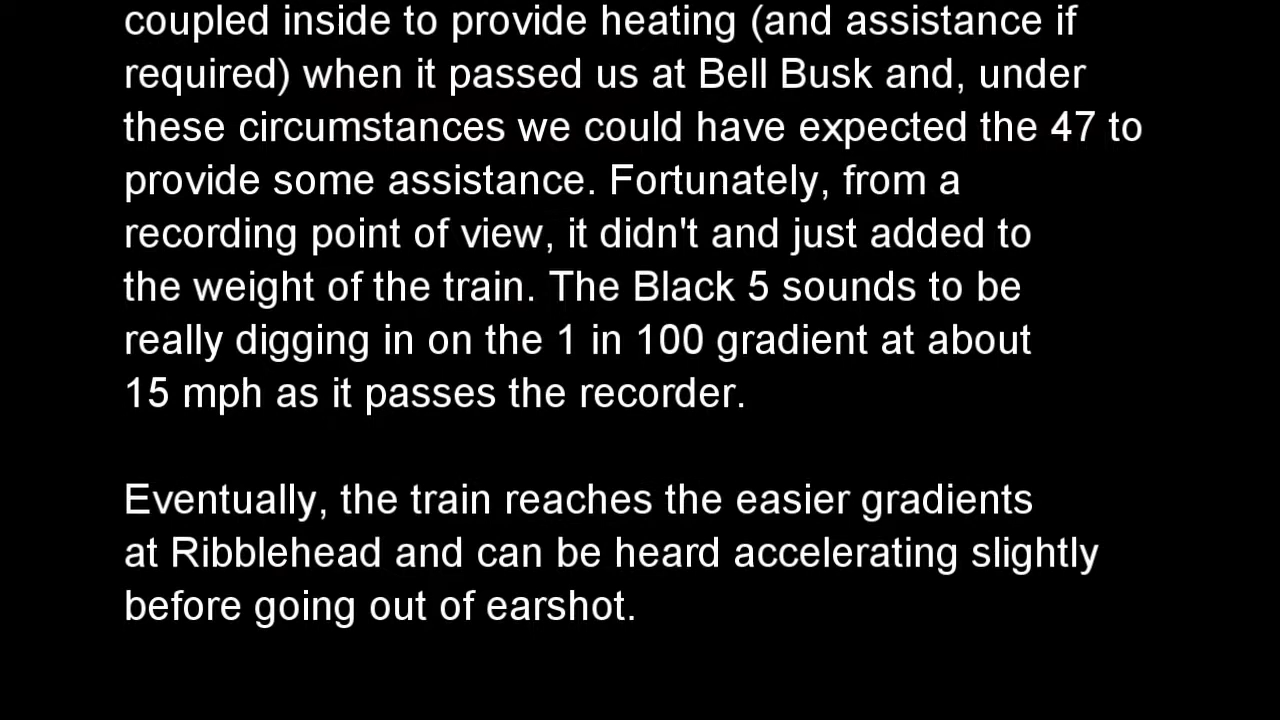 coupled inside to provide heating (and assistance if
required) when it passed us at Bell Busk and, under
these circumstances we could have expected the 47 to
provide some assistance. Fortunately, from a
recording point of view, it didn't and just added to
the weight of the train. The Black 5 sounds to be
really digging in on the 1 in 100 gradient at about
15 mph as it passes the recorder.
Eventually, the train reaches the easier gradients
at Ribblehead and can be heard accelerating slightly
before going out of earshot.